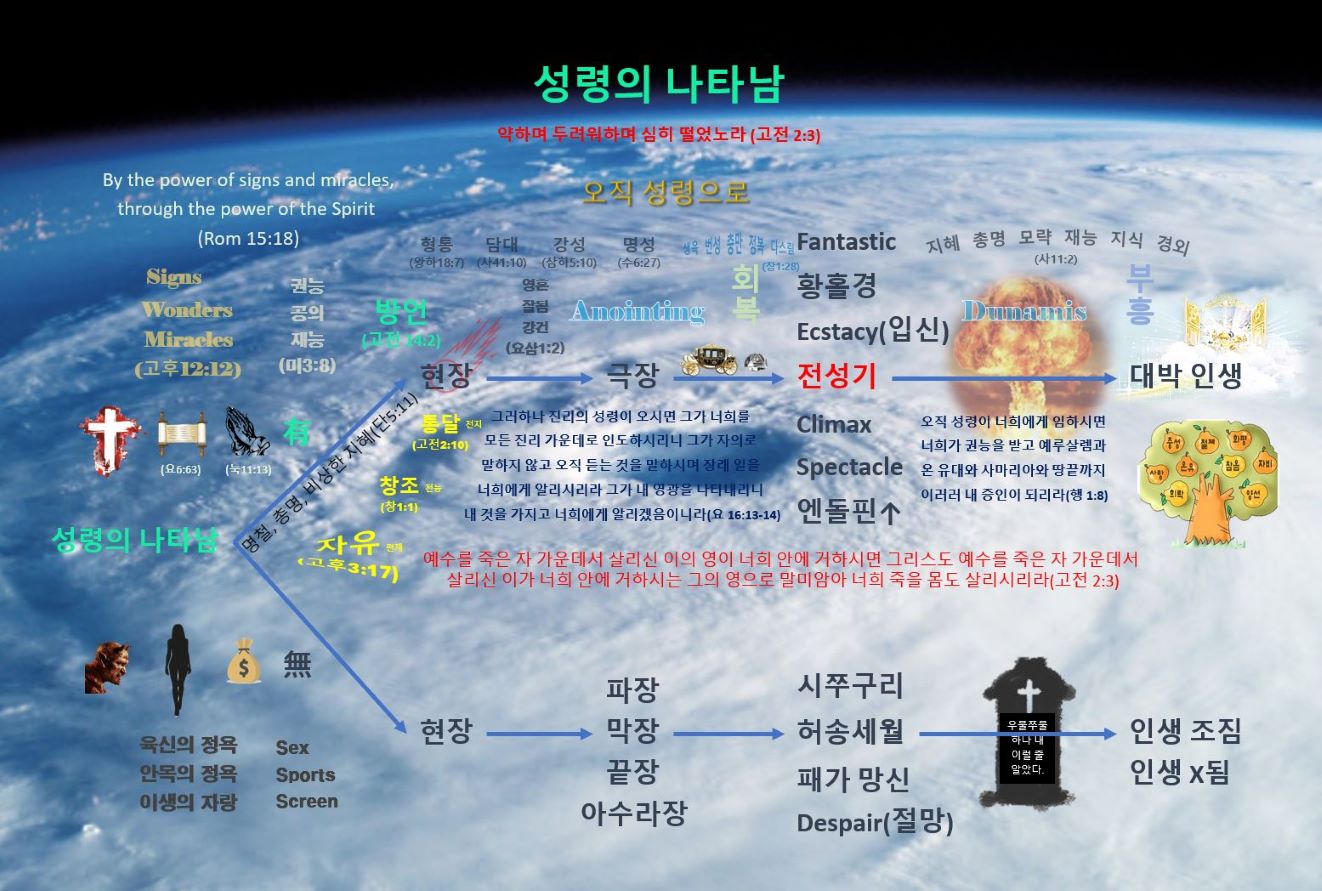 성령의 나타남
약하며 두려워하며 심히 떨었노라 (고전 2:3)
By the power of signs and miracles,
through the power of the Spirit
(Rom 15:18)
오직 성령으로
형통
(왕하18:7)
담대
(사41:10)
강성
(삼하5:10)
명성
(수6:27)
생육 번성 충만 정복 다스림
(창1:28)
Fantastic
지혜 총명 모략 재능 지식 경외
(사11:2)
Signs
Wonders
Miracles
(고후12:12)
권능
공의
재능
(미3:8)
방언
(고전 14:2)
영혼
잘됨
강건
(요삼1:2)
Anointing
회복
황홀경
Ecstacy(입신)
Dunamis
부흥
현장
극장
전성기
대박 인생
(요6:63)
(눅11:13)
有
명철, 총명, 비상한 지혜(단5:11)
통달 전지
(고전2:10)
창조 전능
(창1:1)
자유 편재
(고후3:17)
그러하나 진리의 성령이 오시면 그가 너희를
모든 진리 가운데로 인도하시리니 그가 자의로
말하지 않고 오직 듣는 것을 말하시며 장래 일을
너희에게 알리시리라 그가 내 영광을 나타내리니
내 것을 가지고 너희에게 알리겠음이니라(요 16:13-14)
Climax
Spectacle
엔돌핀↑
오직 성령이 너희에게 임하시면
너희가 권능을 받고 예루살렘과
온 유대와 사마리아와 땅끝까지
이러러 내 증인이 되리라(행 1:8)
충성
절제
화평
사랑
온유
참음
자비
희락
양선
성령의 나타남
예수를 죽은 자 가운데서 살리신 이의 영이 너희 안에 거하시면 그리스도 예수를 죽은 자 가운데서
살리신 이가 너희 안에 거하시는 그의 영으로 말미암아 너희 죽을 몸도 살리시리라(고전 2:3)
$
無
육신의 정욕
안목의 정욕
이생의 자랑
Sex
Sports
Screen
현장
파장
막장
끝장
아수라장
시쭈구리
허송세월
패가 망신
Despair(절망)
우물쭈물
하다 내
이럴 줄
알았다.
인생 조짐
인생 X됨